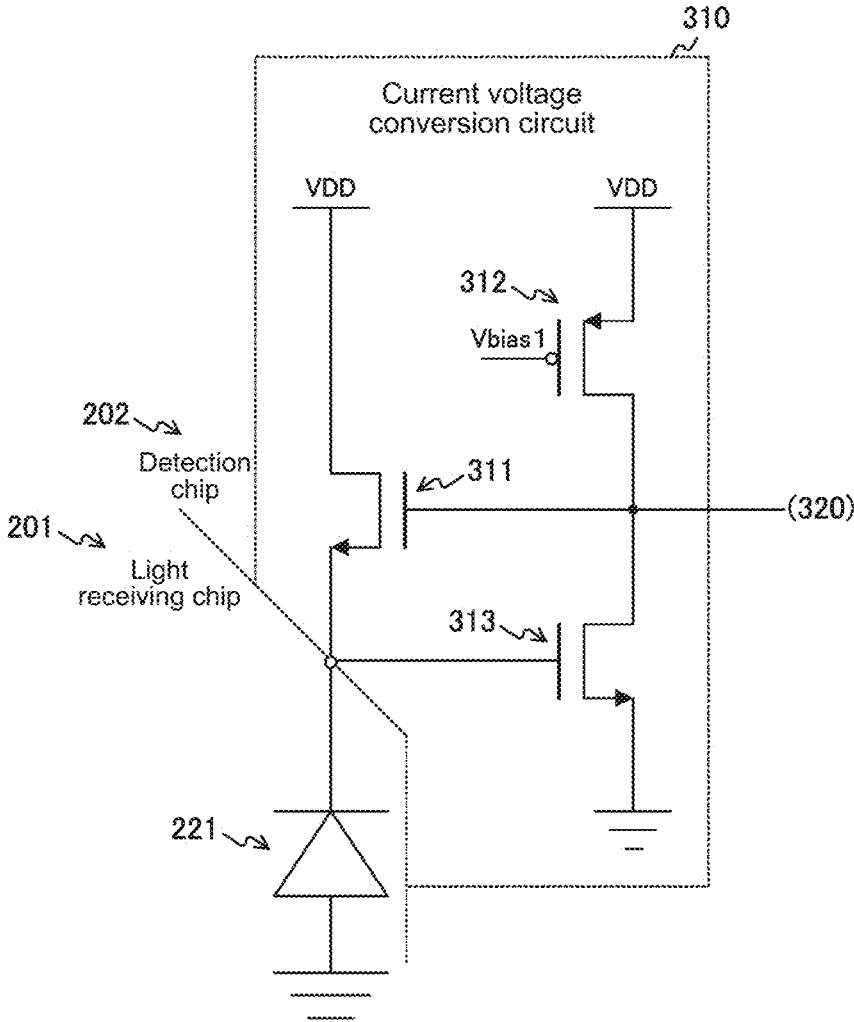 310
Current voltage
conversion circuit
VDD
VDD
312
Vbias1
202
Detection
chip
311
201
(320)
Light
receiving chip
313
221